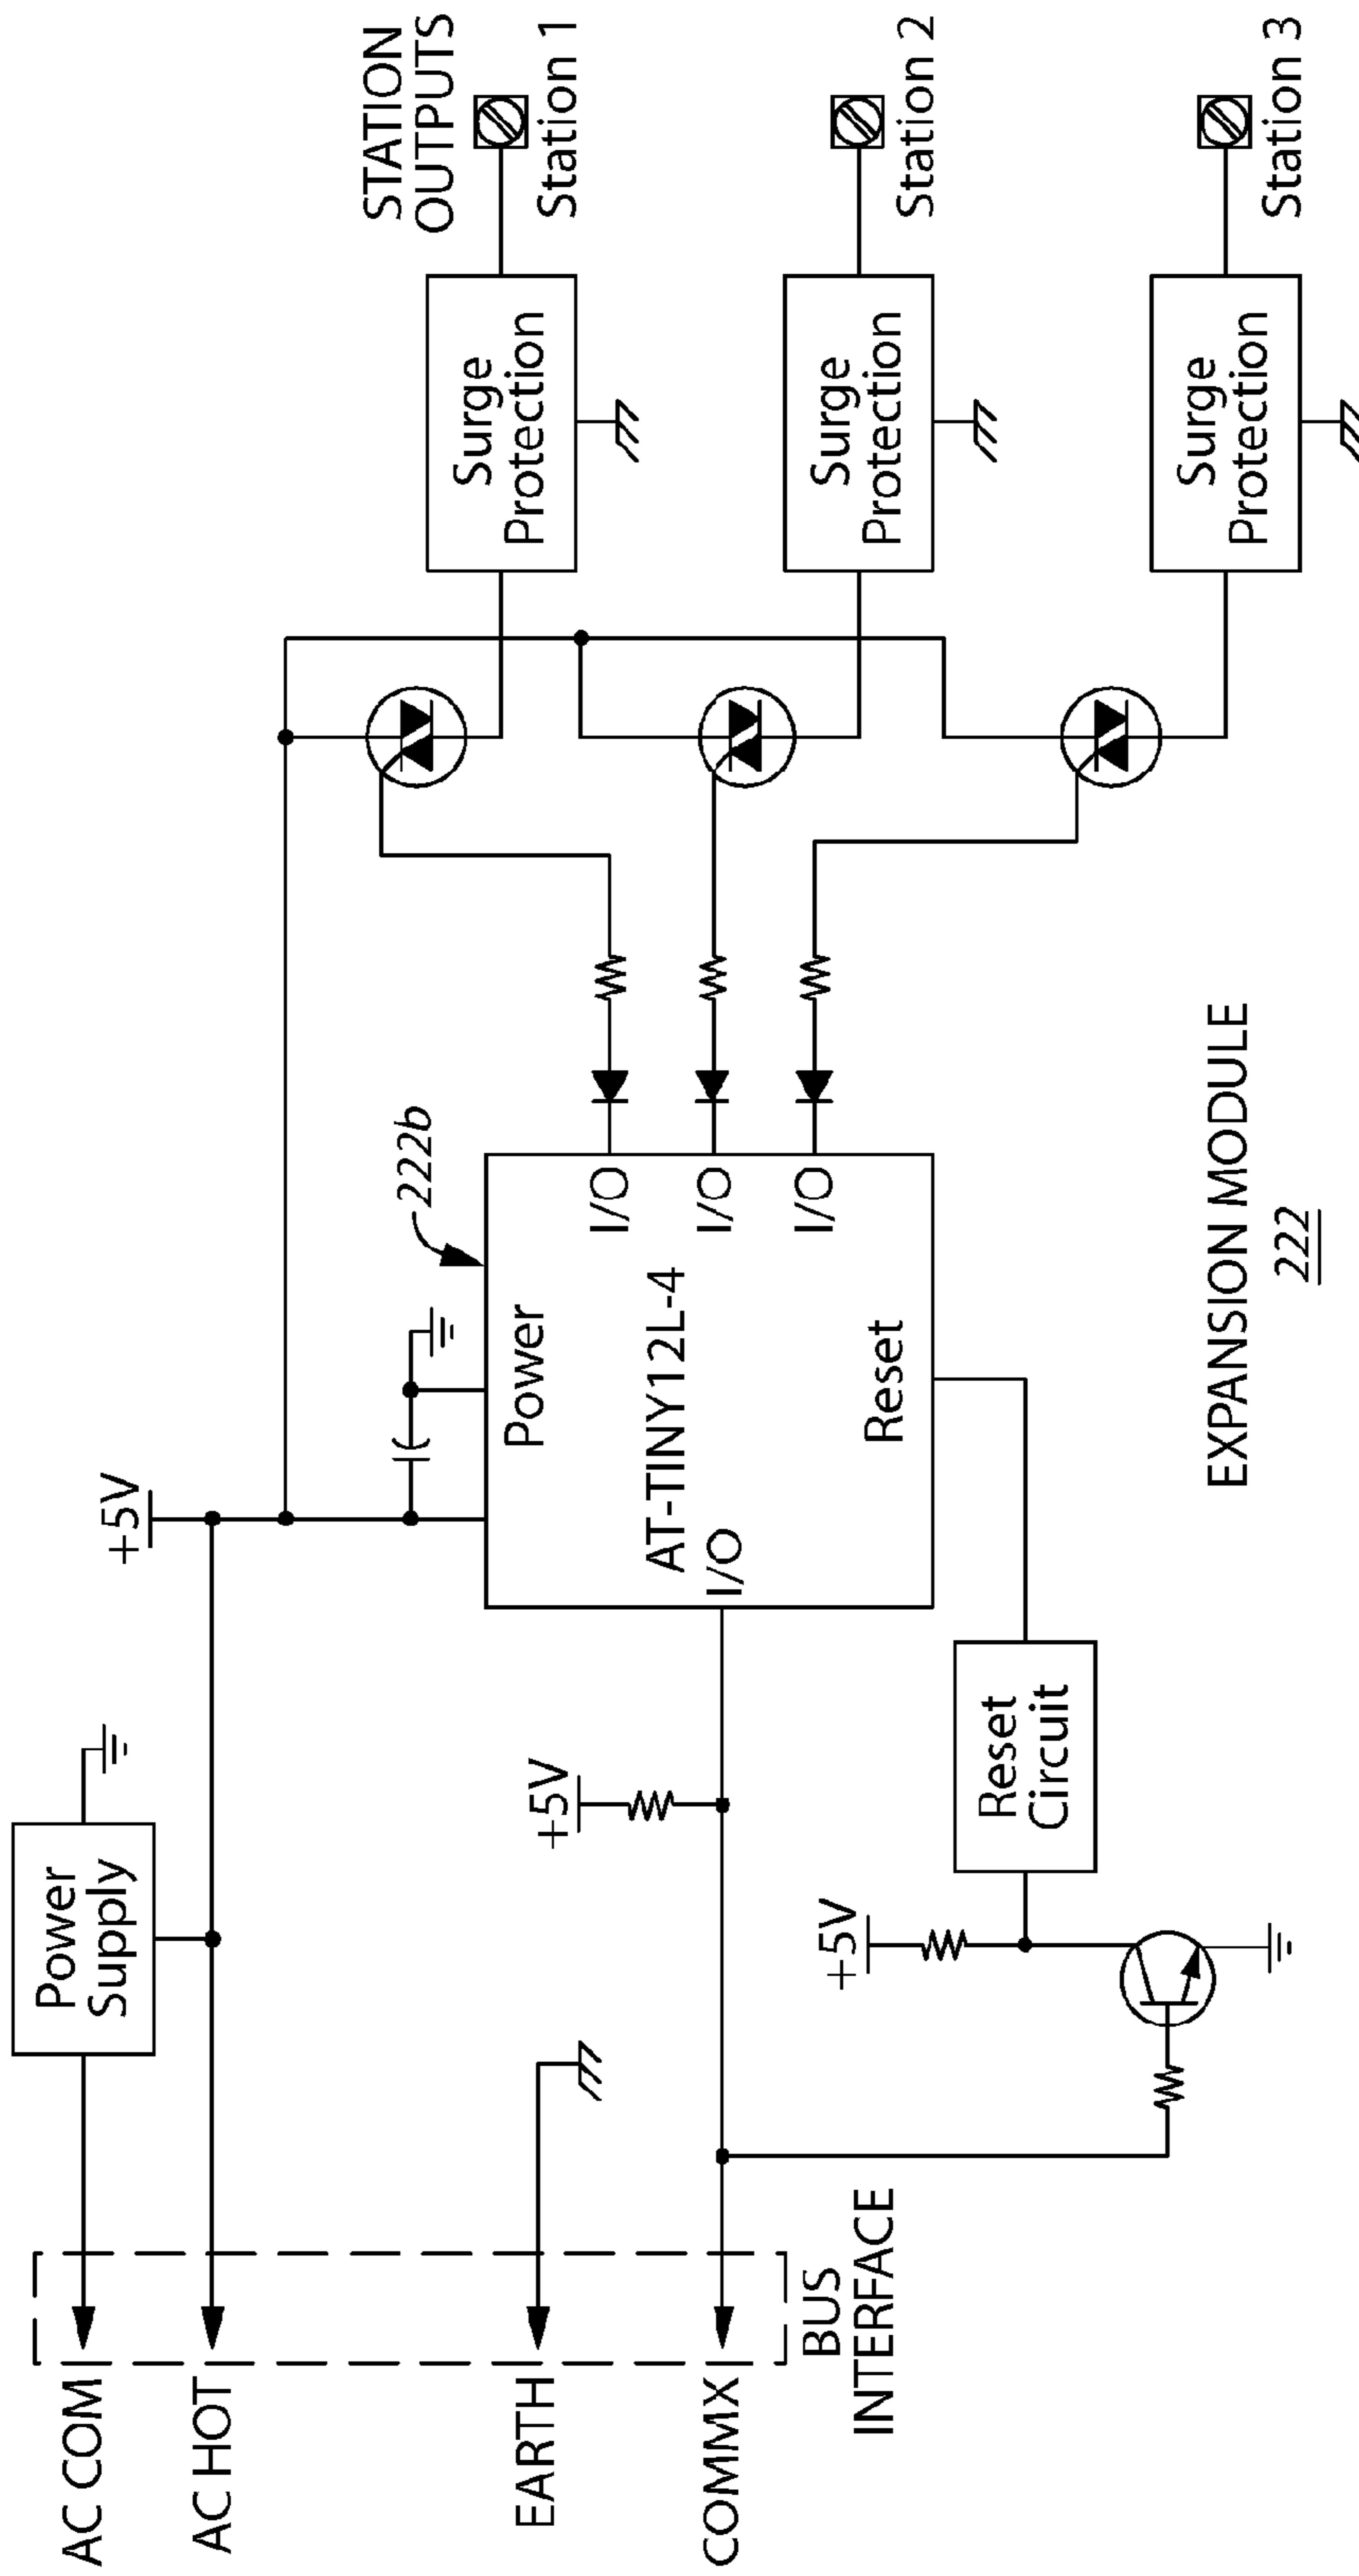 AC COM
Power
Supply
+5V
AC HOT
222b
STATION
OUTPUTS
Station 1
EARTH
+5V
Power
I/O
Surge
Protection
COMMX
I/O
AT-TINY12L-4
I/O
I/O
Reset
BUS
INTERFACE
+5V
Reset
Circuit
Surge
Protection
Station 2
EXPANSION MODULE
222
Surge
Protection
Station 3